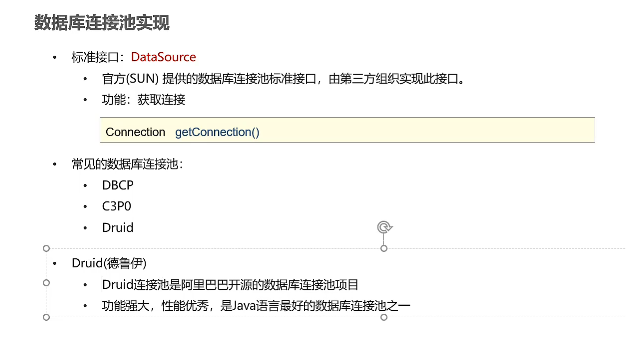 数据库连接池实现
• 标准接口：DataSource
• 官方(SUN) 提供的数据库连接池标准接口，由第三方组织实现此接口。
• 功能：获取连接
Connection getConnection()
• 常见的数据库连接池：
• DBCP
• C3P0
• Druid
• Druid(德鲁伊)
• Druid连接池是阿里巴巴开源的数据库连接池项目
• 功能强大，性能优秀，是Java语言最好的数据库连接池之一